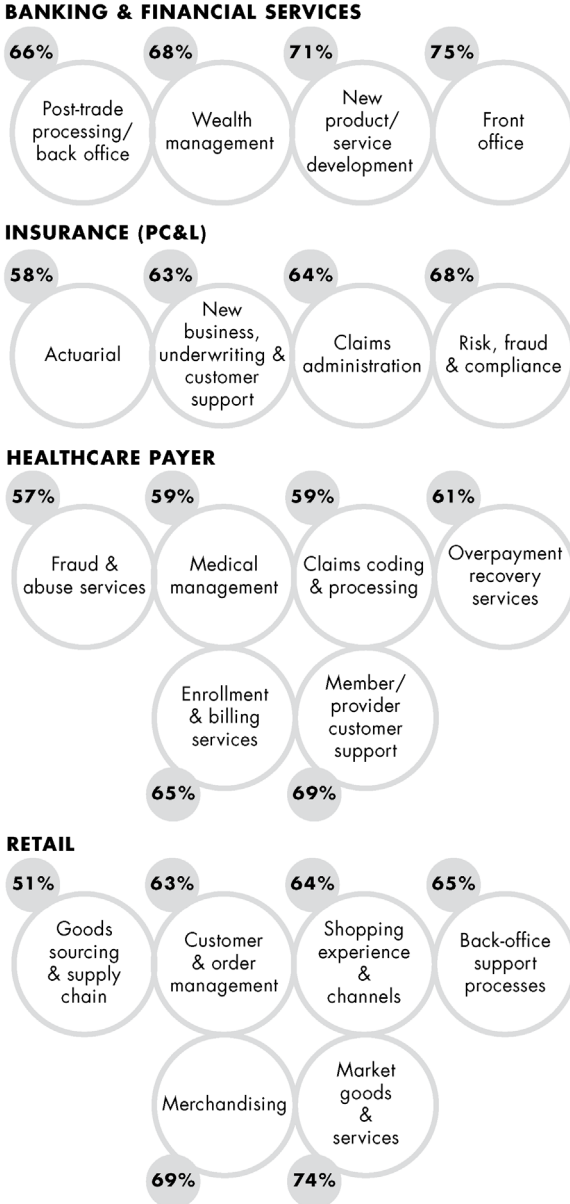 BANKING & FINANCIAL SERVICES
66%
Post-trade
processing/
back office
68%
Wealth
management
71%
New
product/
service
development
75%
Front
office
INSURANCE (PC&L)
58%
Actuarial
63%
New
business,
underwriting &
customer
support
64%
Claims
administration
68%
Risk, fraud
& compliance
HEALTHCARE PAYER
57%
Fraud &
abuse services
59%
Medical
management
59%
Claims coding
& processing
61%
Overpayment
recovery
services
Enrollment
& billing
services
65%
Member/
provider
customer
support
69%
RETAIL
51%
Goods
sourcing
& supply
chain
63%
Customer
& order
management
64%
Shopping
experience
&
channels
65%
Back-office
support
processes
Merchandising
69%
Market
goods
&
services
74%